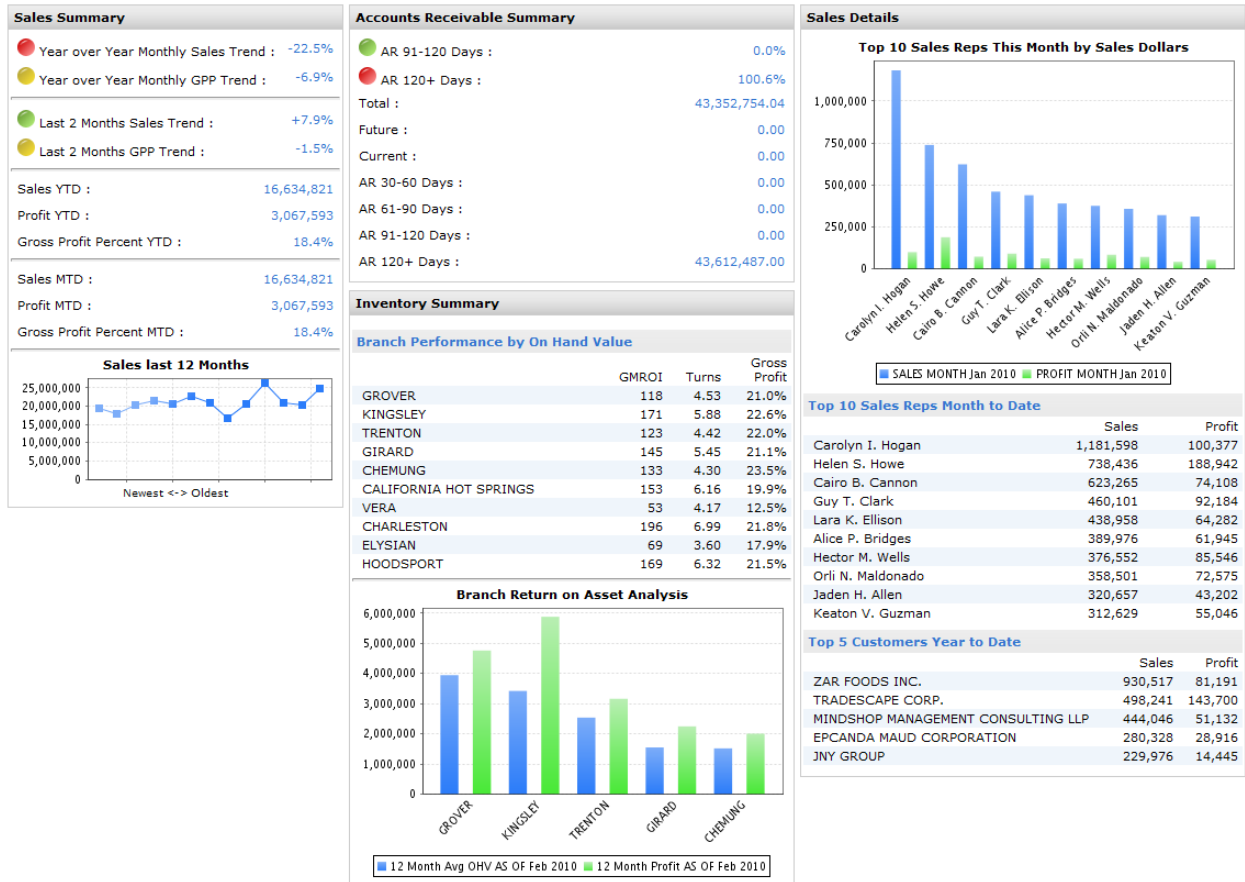 Sales Summary
Year over Year Monthly Sales Trend : -22.5%
Year over Year Monthly GPP Trend : -6.9%
Last 2 Months Sales Trend : +7.9%
Last 2 Months GPP Trend : -1.5%
Sales YTD : 16,634,821
Profit YTD : 3,067,593
Gross Profit Percent YTD : 18.4%
Sales MTD : 16,634,821
Profit MTD : 3,067,593
Gross Profit Percent MTD : 18.4%
Sales last 12 Months
25,000,000
20,000,000
15,000,000
10,000,000
5,000,000
0
Newest <-> Oldest
Accounts Receivable Summary
AR 91-120 Days : 0.0%
AR 120+ Days : 100.6%
Total : 43,352,754.04
Future : 0.00
Current : 0.00
AR 30-60 Days : 0.00
AR 61-90 Days : 0.00
AR 91-120 Days : 0.00
AR 120+ Days : 43,612,487.00
Inventory Summary
Branch Performance by On Hand Value
GMROI Turns Gross Profit
GROVER 118 4.53 21.0%
KINGSLEY 171 5.88 22.6%
TRENTON 123 4.42 22.0%
GIRARD 145 5.45 21.1%
CHEMUNG 133 4.30 23.5%
CALIFORNIA HOT SPRINGS 153 6.16 19.9%
VERA 53 4.17 12.5%
CHARLESTON 196 6.99 21.8%
ELYSIAN 69 3.60 17.9%
HOODSPORT 169 6.32 21.5%
Branch Return on Asset Analysis
6,000,000
5,000,000
4,000,000
3,000,000
2,000,000
1,000,000
0
GROVER
KINGSLEY
TRENTON
GIRARD
CHEMUNG
12 Month Avg OHV AS OF Feb 2010 12 Month Profit AS OF Feb 2010
Sales Details
Top 10 Sales Reps This Month by Sales Dollars
1,000,000
750,000
500,000
250,000
0
Carolyn I. Hogan
Helen S. Howe
Cairo B. Cannon
Guy T. Clark
Lara K. Ellison
Alice P. Bridges
Hector M. Wells
Orli N. Maldonado
Jaden H. Allen
Keaton V. Guzman
SALES MONTH Jan 2010 PROFIT MONTH Jan 2010
Top 10 Sales Reps Month to Date
Sales Profit
Carolyn I. Hogan 1,181,598 100,377
Helen S. Howe 738,436 188,942
Cairo B. Cannon 623,265 74,108
Guy T. Clark 460,101 92,184
Lara K. Ellison 438,958 64,282
Alice P. Bridges 389,976 61,945
Hector M. Wells 376,552 85,546
Orli N. Maldonado 358,501 72,575
Jaden H. Allen 320,657 43,202
Keaton V. Guzman 312,629 55,046
Top 5 Customers Year to Date
Sales Profit
ZAR FOODS INC. 930,517 81,191
TRADESCAPE CORP. 498,241 143,700
MINDSHOP MANAGEMENT CONSULTING LLP 444,046 51,132
EPCANDA MAUD CORPORATION 280,328 28,916
JNY GROUP 229,976 14,445